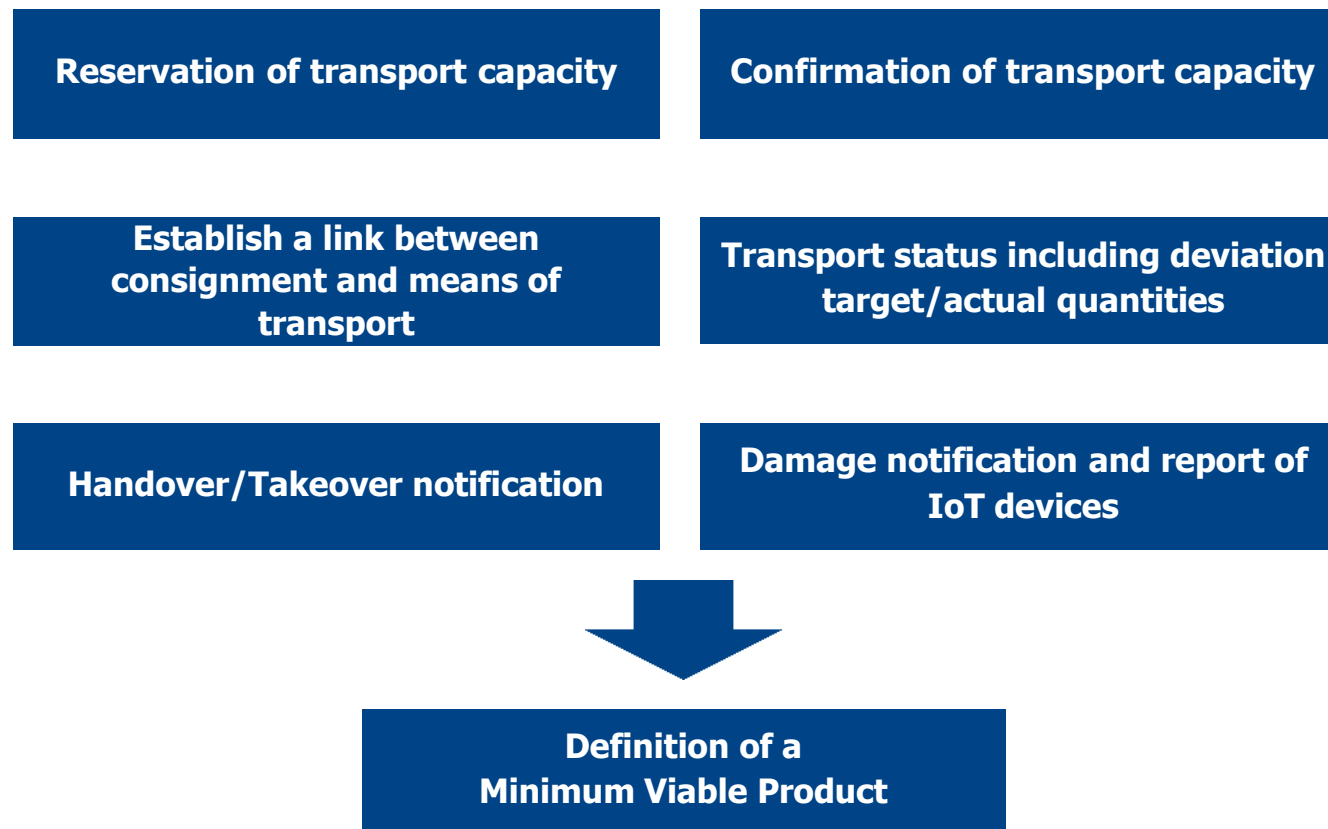 Reservation of transport capacity
Confirmation of transport capacity
Establish a link between
consignment and means of
transport
Transport status including deviation
target/actual quantities
Handover/Takeover notification
Damage notification and report of
IoT devices
Definition of a
Minimum Viable Product